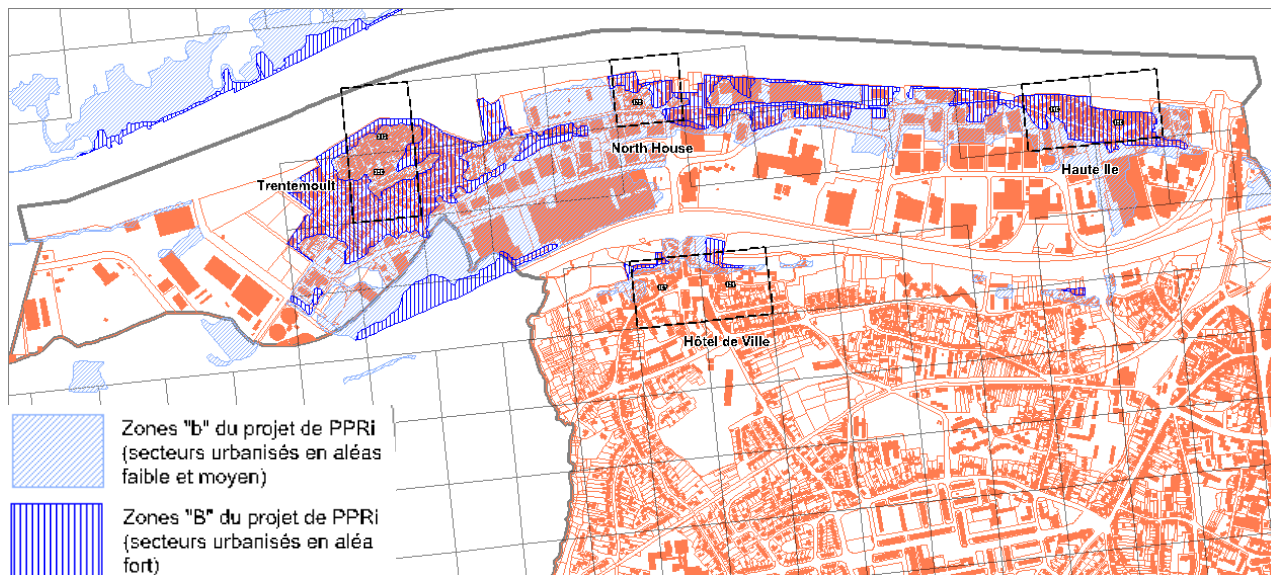 North House
Trentemoult
Haute Ile
Hôtel de Ville
Zones "b" du projet de PPRi
(secteurs urbanisés en aléas
faible et moyen)
Zones "B" du projet de PPRi
(secteurs urbanisés en aléa
fort)